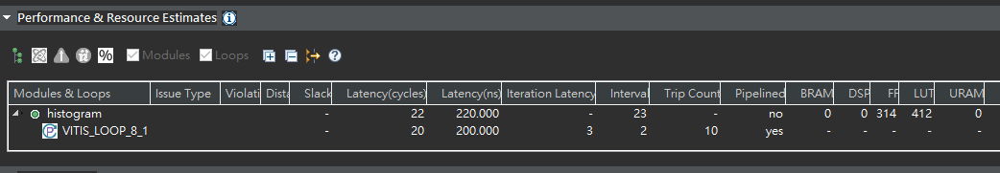 Performance & Resource Estimates
% Modules Loops
Modules & Loops Issue Type Violati Dista Slack Latency(cycles) Latency(ns) Iteration Latency Interval Trip Count Pipelined BRAM DSP FF LUT URAM
histogram - 22 220.000 - 23 - no 0 0 314 412 0
VITIS_LOOP_8_1 - 20 200.000 3 2 10 yes - - - - -